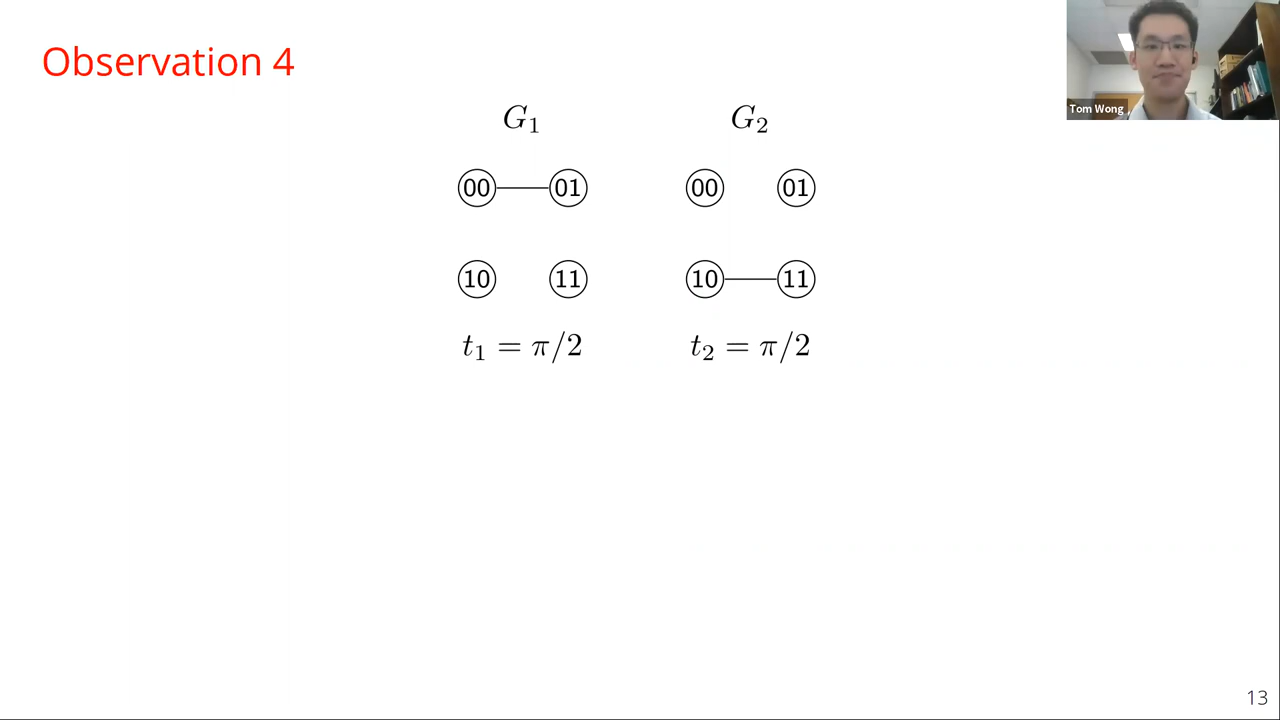 Observation 4
Tom Wong
G₁ G₂
00 01 00 01
10 11 10 11
t₁ = π/2 t₂ = π/2
13